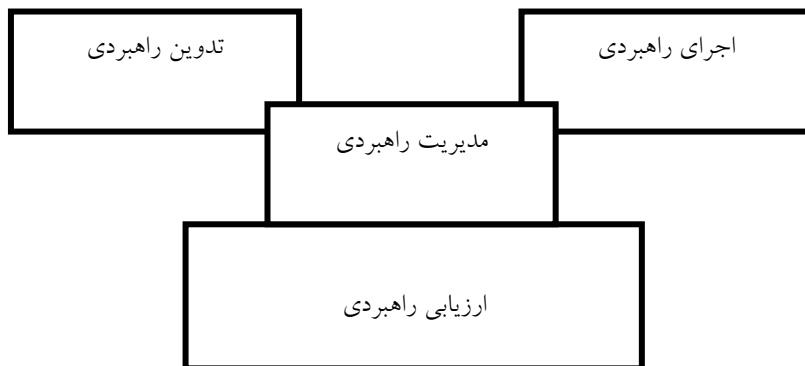 اجرای راهبردی
تدوین راهبردی
مدیریت راهبردی
ارزیابی راهبردی